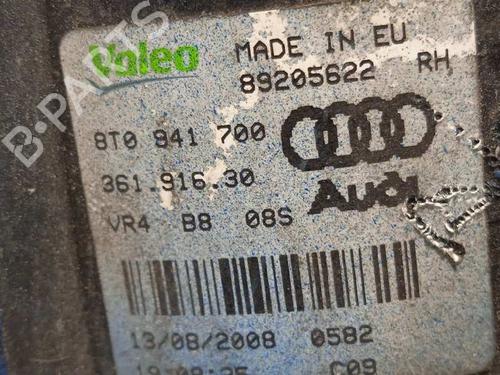 Valeo
MADE IN EU
89205622 RH
8T0 941 700
361.916.30
Audi
VR4 B8 08S
13/08/2008 0582
C09
B-PARTS